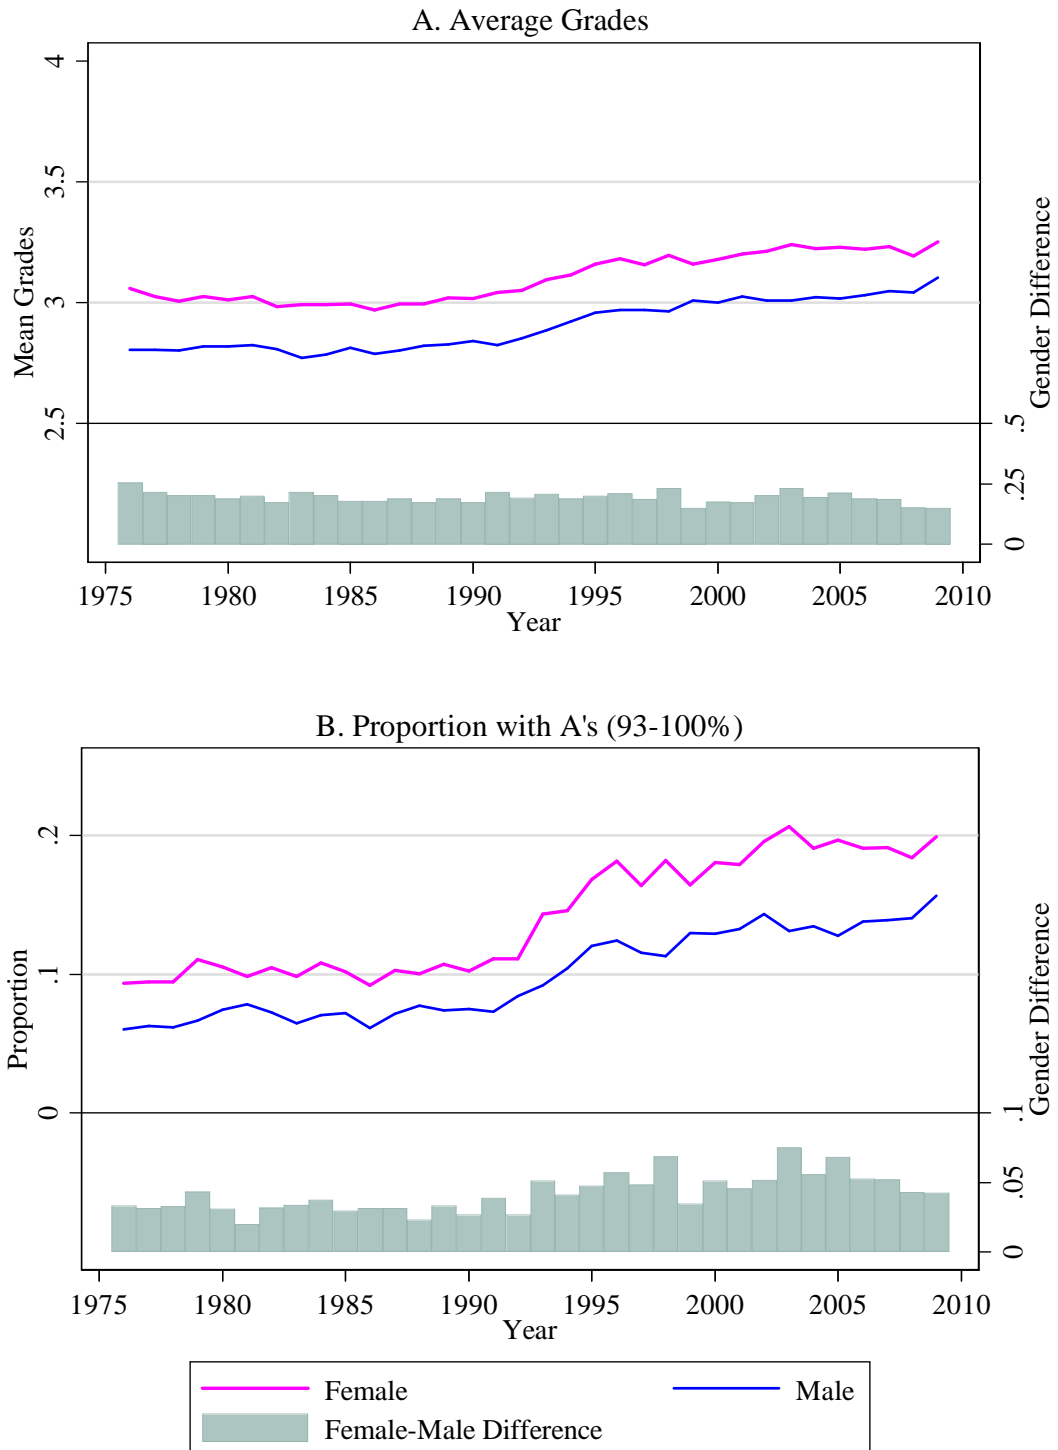 A. Average Grades
4
3.5
3
2.5
Mean Grades
.5
.25
0
Gender Difference
1975 1980 1985 1990 1995 2000 2005 2010
Year
B. Proportion with A's (93-100%)
.2
.1
0
Proportion
.1
.05
0
Gender Difference
1975 1980 1985 1990 1995 2000 2005 2010
Year
Female Male
Female-Male Difference